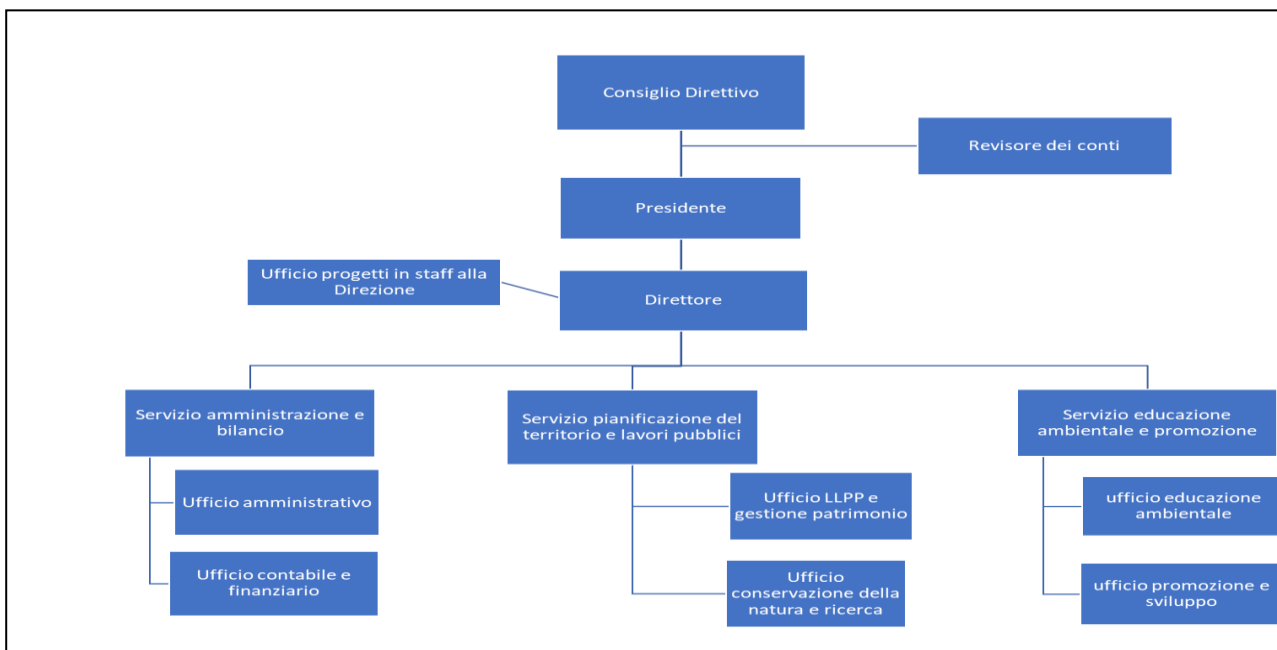 Consiglio Direttivo
Revisore dei conti
Presidente
Ufficio progetti in staff alla
Direzione
Direttore
Servizio amministrazione e
bilancio
Servizio pianificazione del
territorio e lavori pubblici
Servizio educazione
ambientale e promozione
Ufficio amministrativo
Ufficio LLPP e
gestione patrimonio
ufficio educazione
ambientale
Ufficio contabile e
finanziario
Ufficio
conservazione della
natura e ricerca
ufficio promozione e
sviluppo